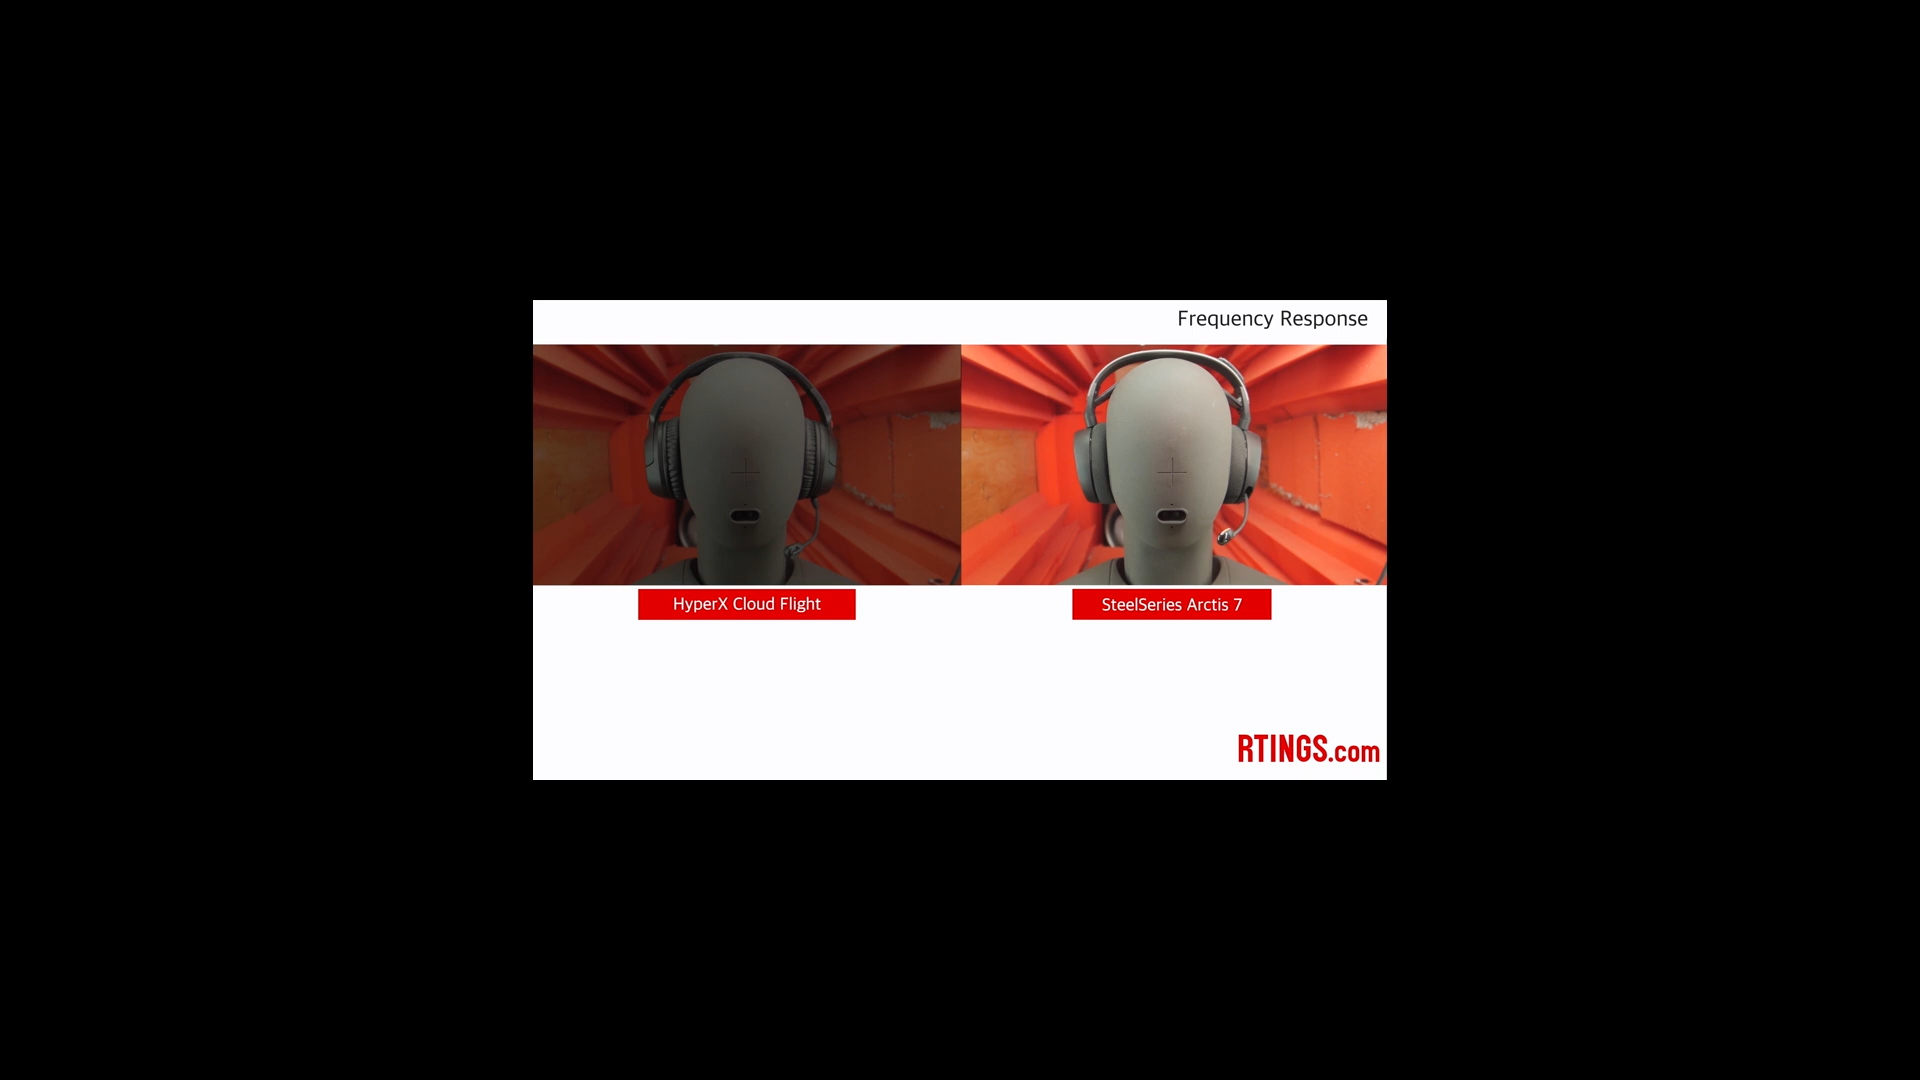 Frequency Response
HyperX Cloud Flight
SteelSeries Arctis 7
RTINGS.com